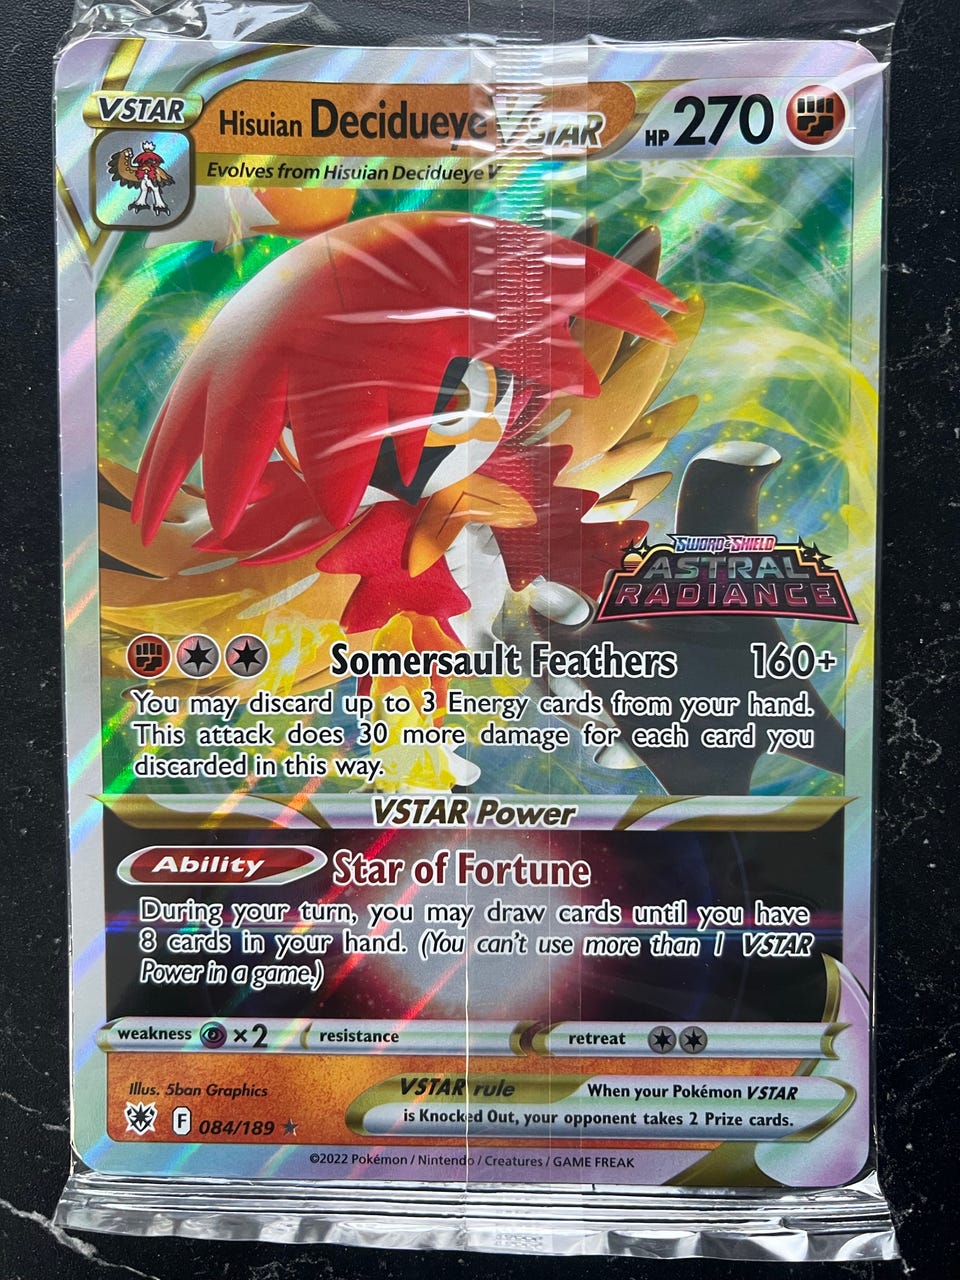 VSTAR
Hisuian Decidueye VSTAR HP 270
Evolves from Hisuian Decidueye V
SWORD & SHIELD
ASTRAL
RADIANCE
Somersault Feathers 160+
You may discard up to 3 Energy cards from your hand.
This attack does 30 more damage for each card you
discarded in this way.
VSTAR Power
Ability Star of Fortune
During your turn, you may draw cards until you have
8 cards in your hand. (You can't use more than 1 VSTAR
Power in a game.)
weakness ×2 resistance retreat
Illus. 5ban Graphics
VSTAR rule When your Pokémon VSTAR
is Knocked Out, your opponent takes 2 Prize cards.
F 084/189
©2022 Pokémon / Nintendo / Creatures / GAME FREAK